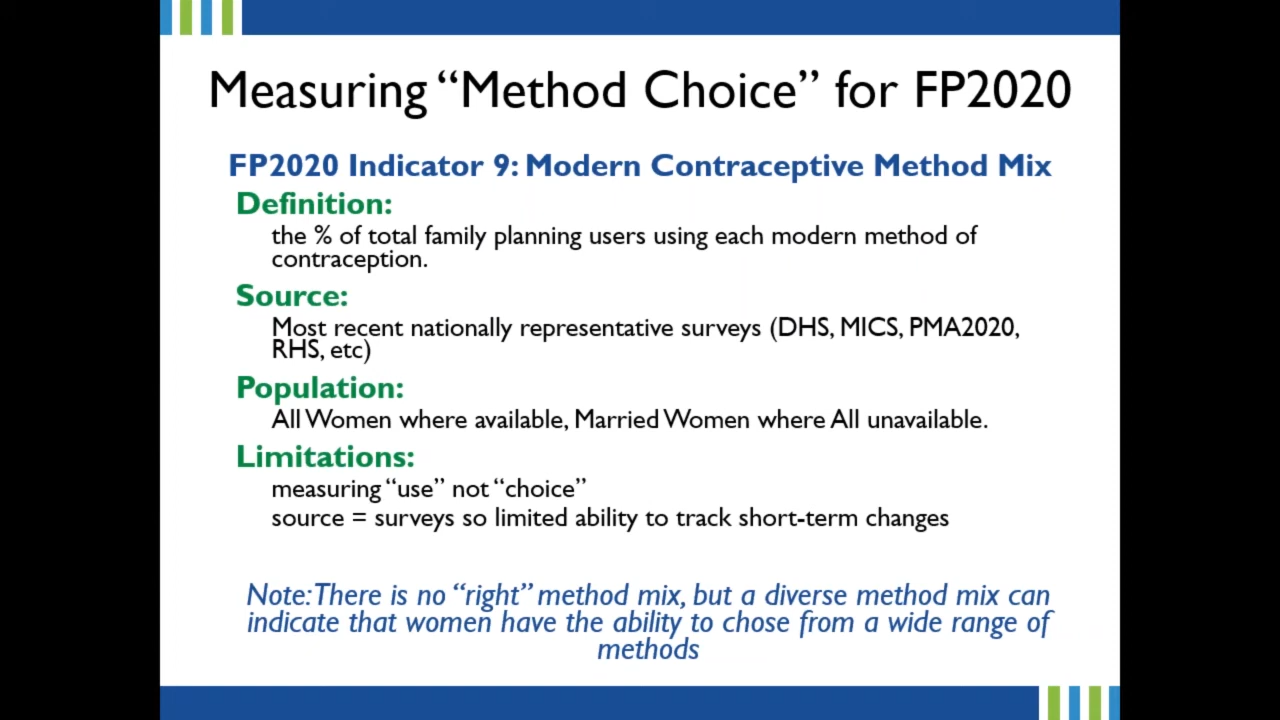 Measuring “Method Choice” for FP2020
FP2020 Indicator 9: Modern Contraceptive Method Mix
Definition:
the % of total family planning users using each modern method of
contraception.
Source:
Most recent nationally representative surveys (DHS, MICS, PMA2020,
RHS, etc)
Population:
All Women where available, Married Women where All unavailable.
Limitations:
measuring “use” not “choice”
source = surveys so limited ability to track short-term changes
Note: There is no “right” method mix, but a diverse method mix can
indicate that women have the ability to chose from a wide range of
methods